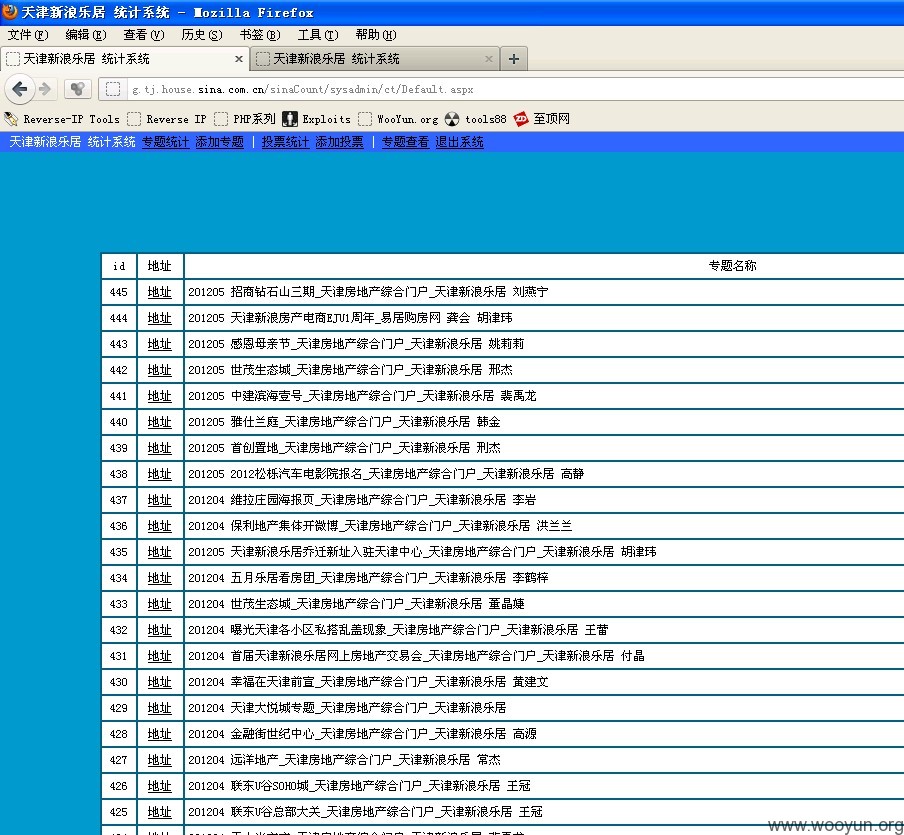 天津新浪乐居 统计系统 - Mozilla Firefox
文件(F) 编辑(E) 查看(V) 历史(S) 书签(B) 工具(T) 帮助(H)
天津新浪乐居 统计系统 × 天津新浪乐居 统计系统 × +
g.tj.house.sina.com.cn/sinaCount/sysadmin/ct/Default.aspx
Reverse-IP Tools Reverse IP PHP系列 Exploits WooYun.org tools88 至顶网
天津新浪乐居 统计系统 专题统计 添加专题 | 投票统计 添加投票 | 专题查看 退出系统
id 地址 专题名称
445 地址 201205 招商钻石山三期_天津房地产综合门户_天津新浪乐居 刘燕宁
444 地址 201205 天津新浪房产电商EJU1周年_易居购房网 龚会 胡津玮
443 地址 201205 感恩母亲节_天津房地产综合门户_天津新浪乐居 姚莉莉
442 地址 201205 世茂生态城_天津房地产综合门户_天津新浪乐居 邢杰
441 地址 201205 中建滨海壹号_天津房地产综合门户_天津新浪乐居 裴禹龙
440 地址 201205 雅仕兰庭_天津房地产综合门户_天津新浪乐居 韩金
439 地址 201205 首创置地_天津房地产综合门户_天津新浪乐居 刑杰
438 地址 201205 2012松栎汽车电影院报名_天津房地产综合门户_天津新浪乐居 高静
437 地址 201204 维拉庄园海报页_天津房地产综合门户_天津新浪乐居 李岩
436 地址 201204 保利地产集体开微博_天津房地产综合门户_天津新浪乐居 洪兰兰
435 地址 201205 天津新浪乐居乔迁新址入驻天津中心_天津房地产综合门户_天津新浪乐居 胡津玮
434 地址 201204 五月乐居看房团_天津房地产综合门户_天津新浪乐居 李鹤梓
433 地址 201204 世茂生态城_天津房地产综合门户_天津新浪乐居 董晶婕
432 地址 201204 曝光天津各小区私搭乱盖现象_天津房地产综合门户_天津新浪乐居 王蕾
431 地址 201204 首届天津新浪乐居网上房地产交易会_天津房地产综合门户_天津新浪乐居 付晶
430 地址 201204 幸福在天津前宣_天津房地产综合门户_天津新浪乐居 黄建文
429 地址 201204 天津大悦城专题_天津房地产综合门户_天津新浪乐居
428 地址 201204 金融街世纪中心_天津房地产综合门户_天津新浪乐居 高源
427 地址 201204 远洋地产_天津房地产综合门户_天津新浪乐居 常杰
426 地址 201204 联东U谷SOHO城_天津房地产综合门户_天津新浪乐居 王冠
425 地址 201204 联东U谷总部大关_天津房地产综合门户_天津新浪乐居 王冠
www.wooyun.org